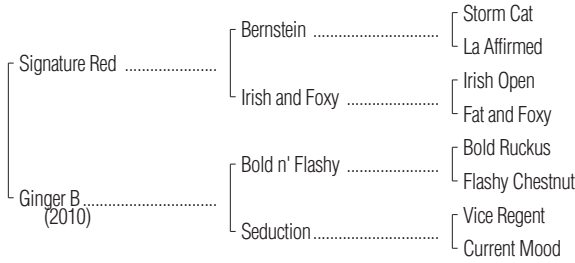 Storm Cat
Bernstein ........................................
La Affirmed
Signature Red ......................
Irish Open
Irish and Foxy .............................
Fat and Foxy
Bold Ruckus
Bold n' Flashy .............................
Flashy Chestnut
Ginger B.......................................
(2010)
Vice Regent
Seduction........................................
Current Mood